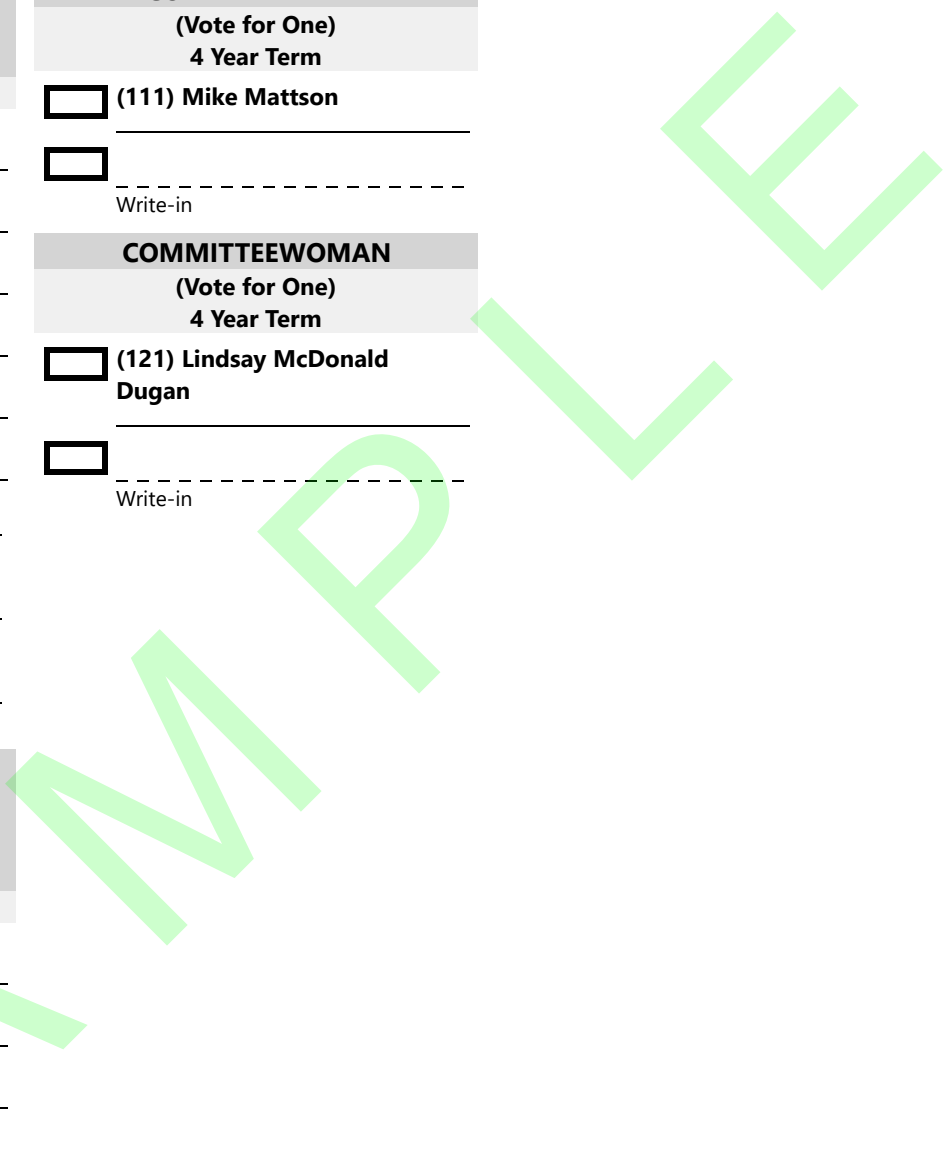 (Vote for One)
4 Year Term
(111) Mike Mattson
Write-in
COMMITTEEWOMAN
(Vote for One)
4 Year Term
(121) Lindsay McDonald
Dugan
Write-in
MPLE